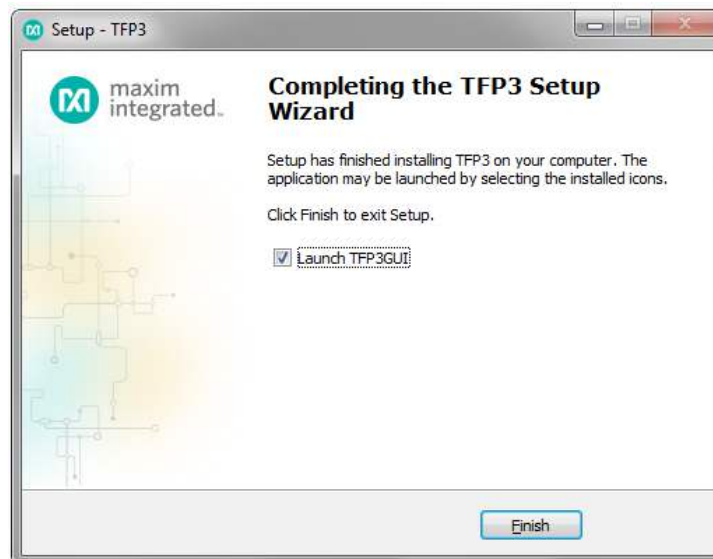 Setup - TFP3
maxim
integrated™
Completing the TFP3 Setup
Wizard
Setup has finished installing TFP3 on your computer. The
application may be launched by selecting the installed icons.
Click Finish to exit Setup.
Launch TFP3GUI
Finish